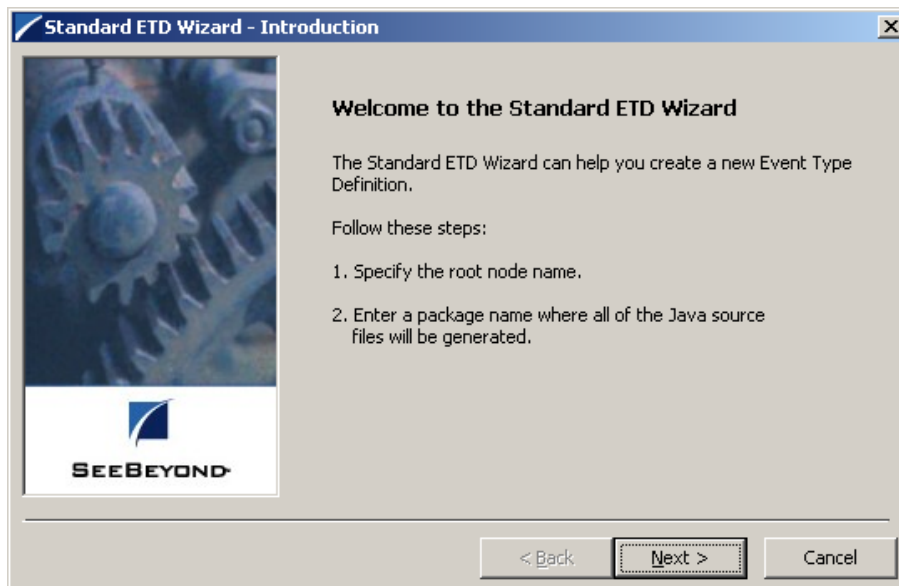 Standard ETD Wizard - Introduction
Welcome to the Standard ETD Wizard
The Standard ETD Wizard can help you create a new Event Type
Definition.
Follow these steps:
1. Specify the root node name.
2. Enter a package name where all of the Java source
files will be generated.
SEEBEYOND
< Back
Next >
Cancel